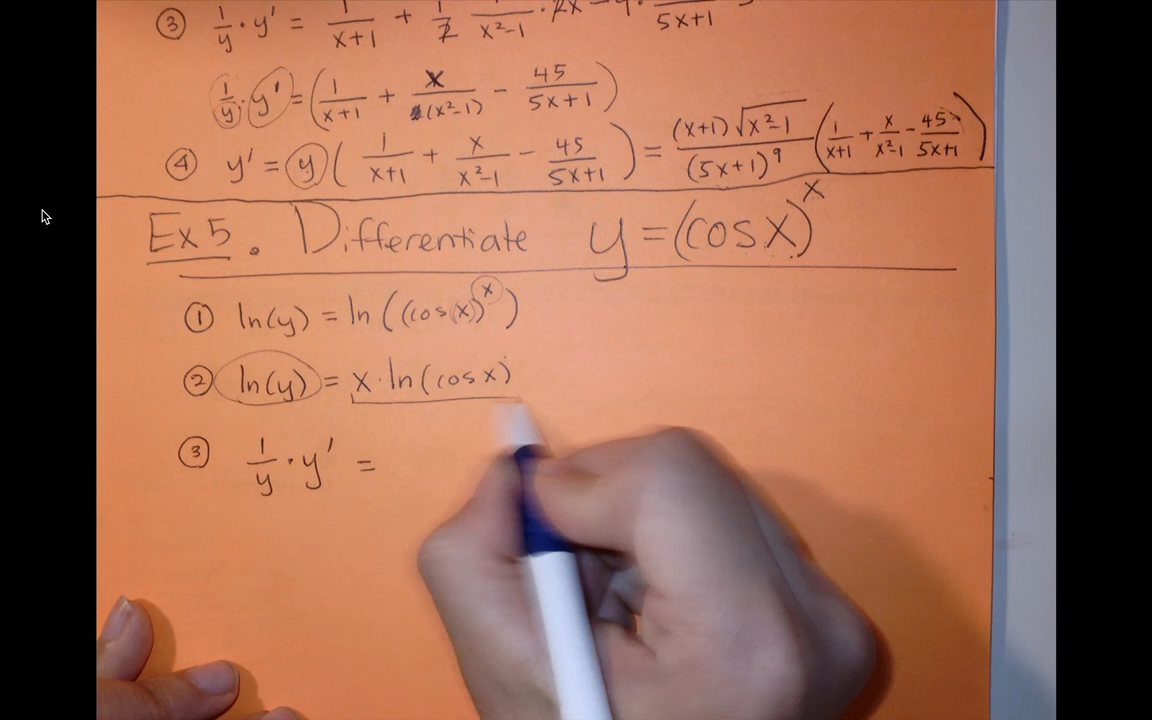 ③ 1/y · y' = 1/(x+1) + 1/2 · 1/(x²-1) · 2x - 9 · 5/(5x+1)
1/y · y' = (1/(x+1) + x/(x²-1) - 45/(5x+1))
④ y' = y (1/(x+1) + x/(x²-1) - 45/(5x+1)) = (x+1)√(x²-1)/(5x+1)⁹ (1/(x+1) + x/(x²-1) - 45/(5x+1))
Ex 5. Differentiate y = (cos x)ˣ
① ln(y) = ln((cos(x))ˣ)
② ln(y) = x · ln(cos x)
③ 1/y · y' =